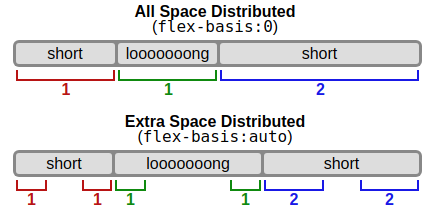 All Space Distributed
(flex-basis:0)
short looooooong short
1 1 2
Extra Space Distributed
(flex-basis:auto)
short looooooong short
1 1 1 1 2 2